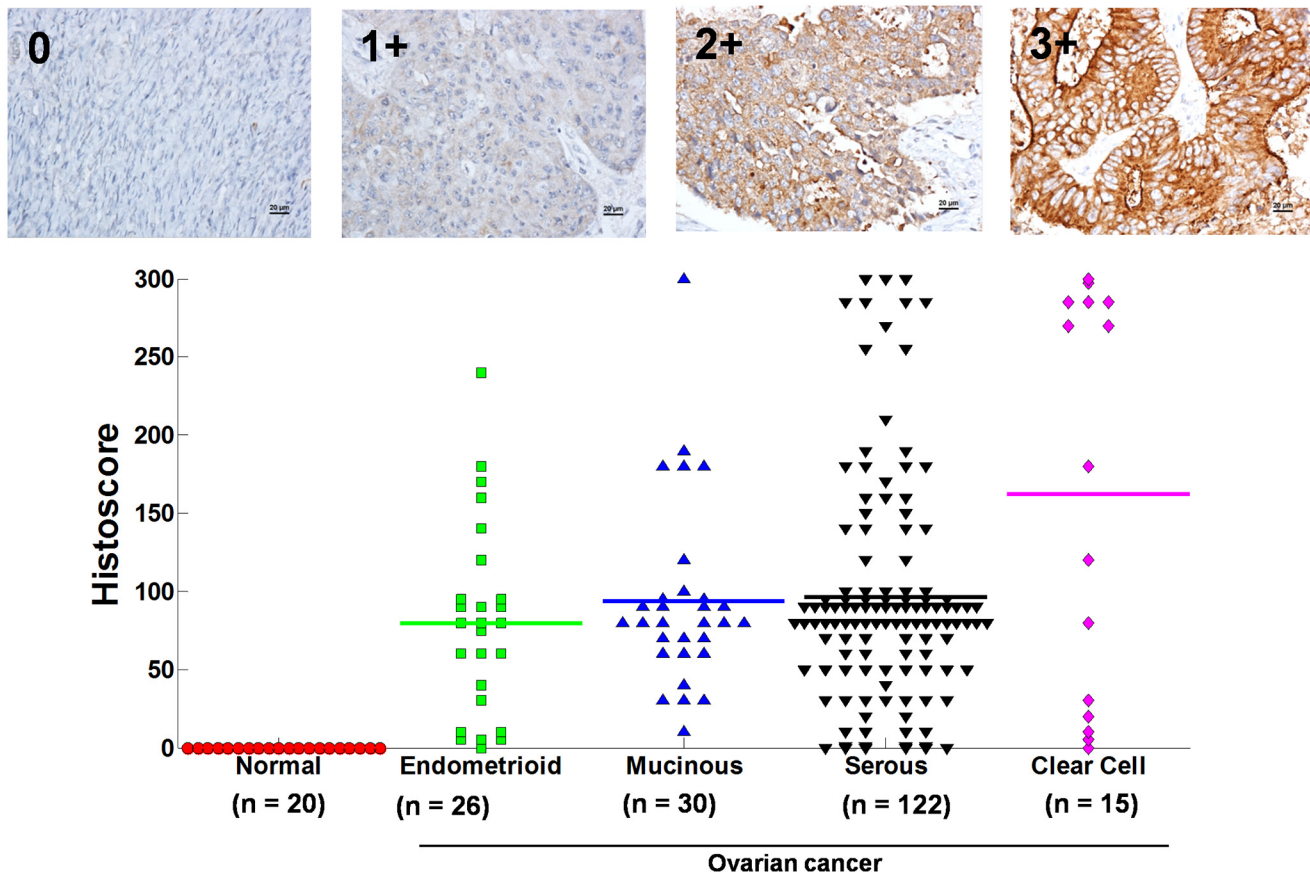 0
1+
2+
3+
20 µm
20 µm
20 µm
20 µm
Histoscore
300
250
200
150
100
50
0
Normal
Endometrioid
Mucinous
Serous
Clear Cell
(n = 20)
(n = 26)
(n = 30)
(n = 122)
(n = 15)
Ovarian cancer